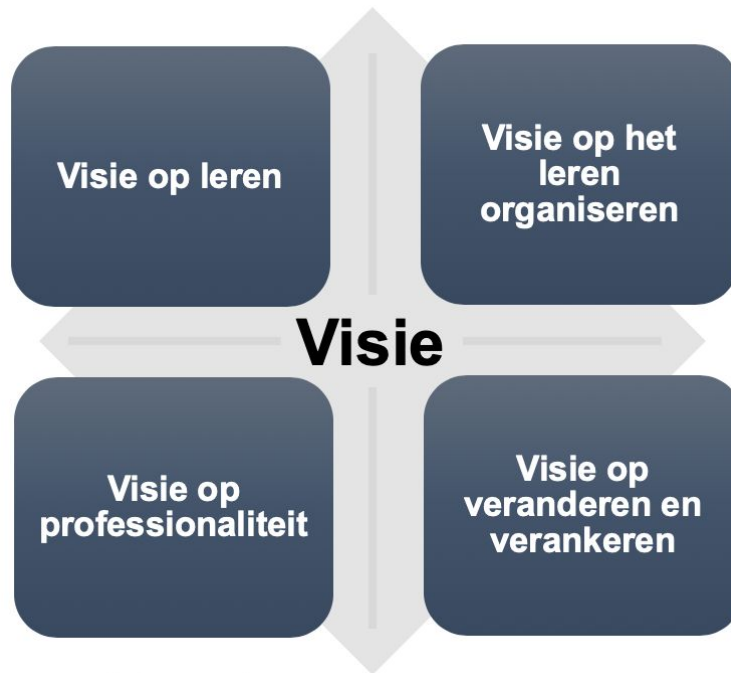 Visie op leren
Visie op het
leren
organiseren
Visie
Visie op
professionaliteit
Visie op
veranderen en
verankeren